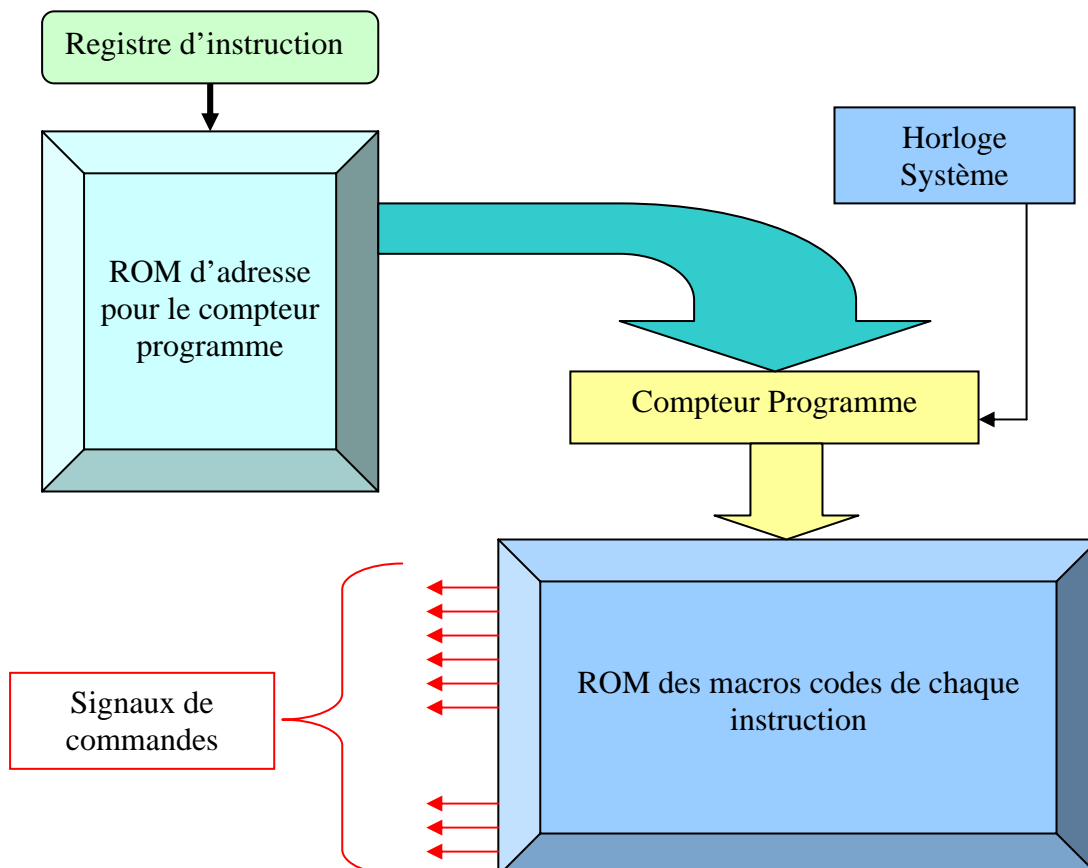 Registre d’instruction
Horloge
Système
ROM d’adresse
pour le compteur
programme
Compteur Programme
ROM des macros codes de chaque
instruction
Signaux de
commandes